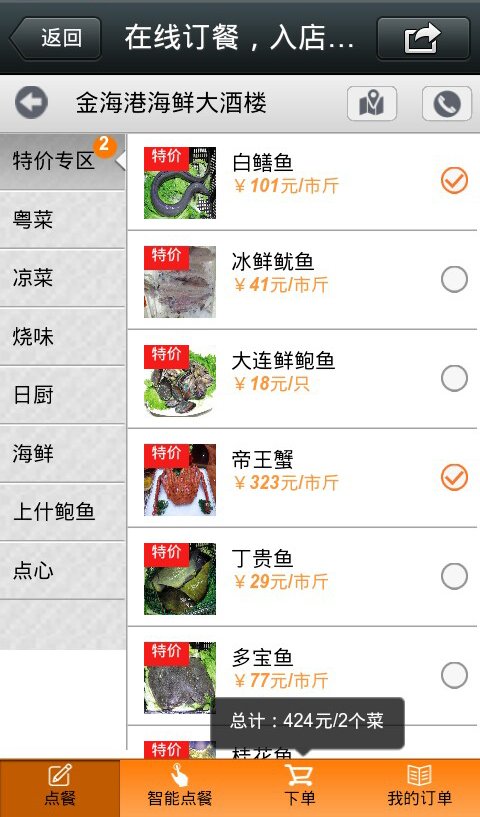 返回
在线订餐，入店...
金海港海鲜大酒楼
特价专区
2
粤菜
凉菜
烧味
日厨
海鲜
上什鲍鱼
点心
特价
白鳝鱼
￥101元/市斤
特价
冰鲜鱿鱼
￥41元/市斤
特价
大连鲜鲍鱼
￥18元/只
特价
帝王蟹
￥323元/市斤
特价
丁贵鱼
￥29元/市斤
特价
多宝鱼
￥77元/市斤
特价
桂花鱼
总计：424元/2个菜
点餐
智能点餐
下单
我的订单